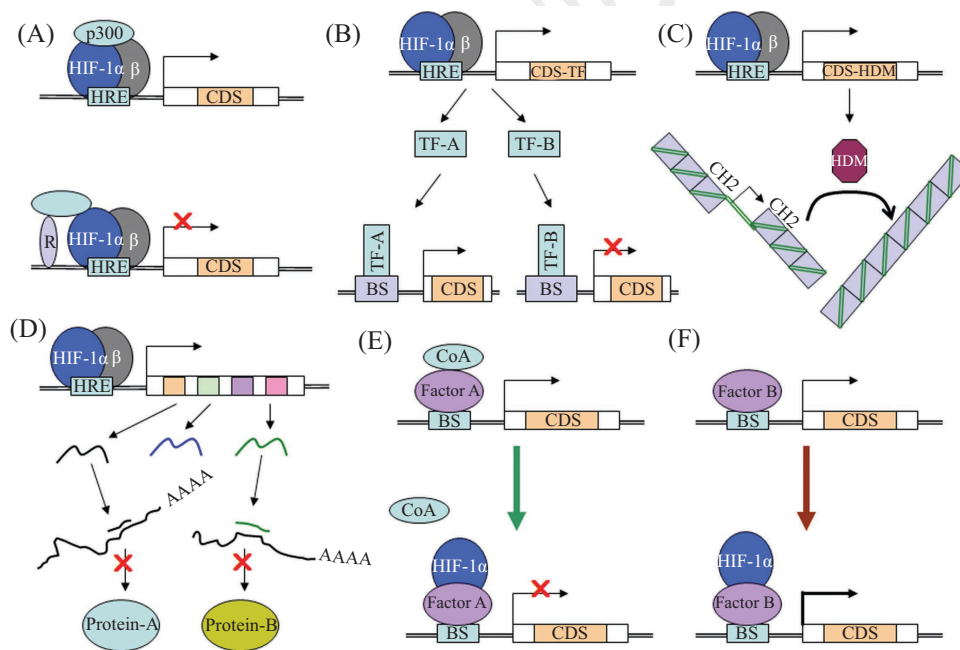 (A)
p300
HIF-1α β
HRE
CDS
R
HIF-1α β
HRE
CDS
(B)
HIF-1α β
HRE
CDS-TF
TF-A
TF-B
TF-A
BS
CDS
TF-B
BS
CDS
(C)
HIF-1α β
HRE
CDS-HDM
HDM
CH2
CH2
(D)
HIF-1α β
HRE
AAAA
AAAA
Protein-A
Protein-B
(E)
CoA
Factor A
BS
CDS
CoA
HIF-1α
Factor A
BS
CDS
(F)
Factor B
BS
CDS
HIF-1α
Factor B
BS
CDS